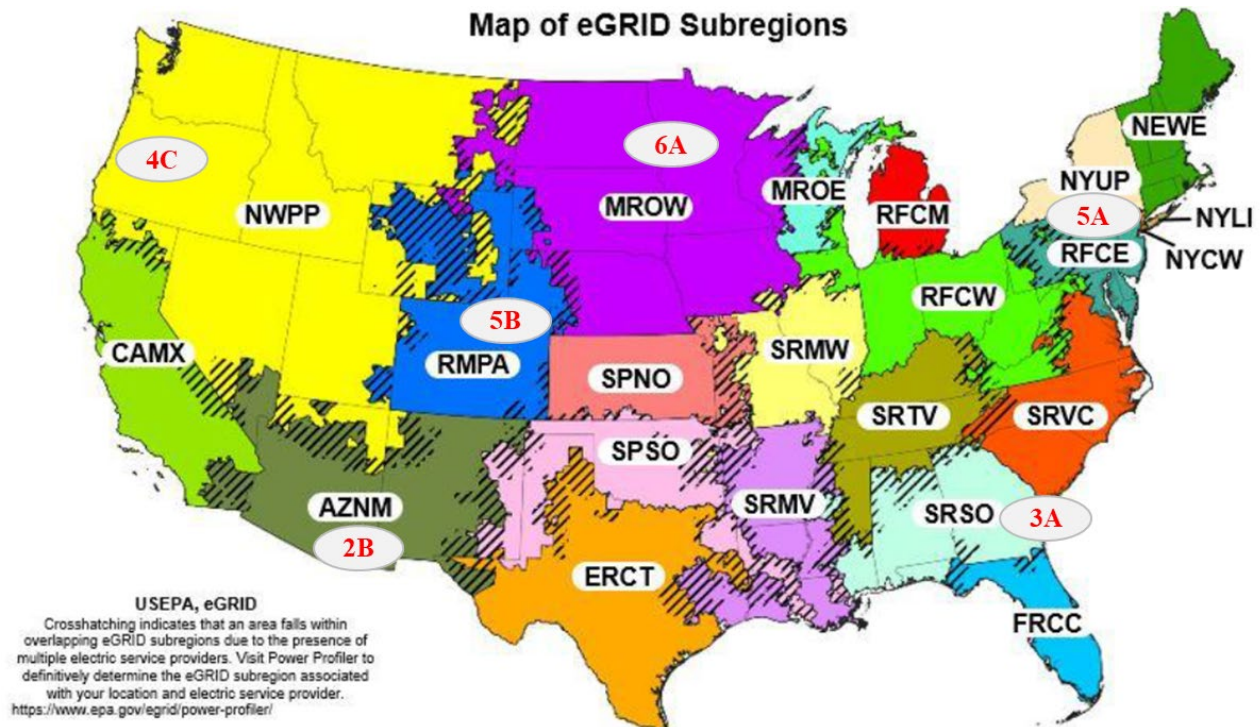 Map of eGRID Subregions
NEWE
4C
6A
NYUP
MROE
NWPP
MROW
RFCM
5A
NYLI
RFCE
NYCW
RFCW
5B
CAMX
SRMW
RMPA
SPNO
SRTV
SRVC
SPSO
AZNM
SRMV
SRSO
3A
2B
ERCT
FRCC
USEPA, eGRID
Crosshatching indicates that an area falls within
overlapping eGRID subregions due to the presence of
multiple electric service providers. Visit Power Profiler to
definitively determine the eGRID subregion associated
with your location and electric service provider.
https://www.epa.gov/egrid/power-profiler/